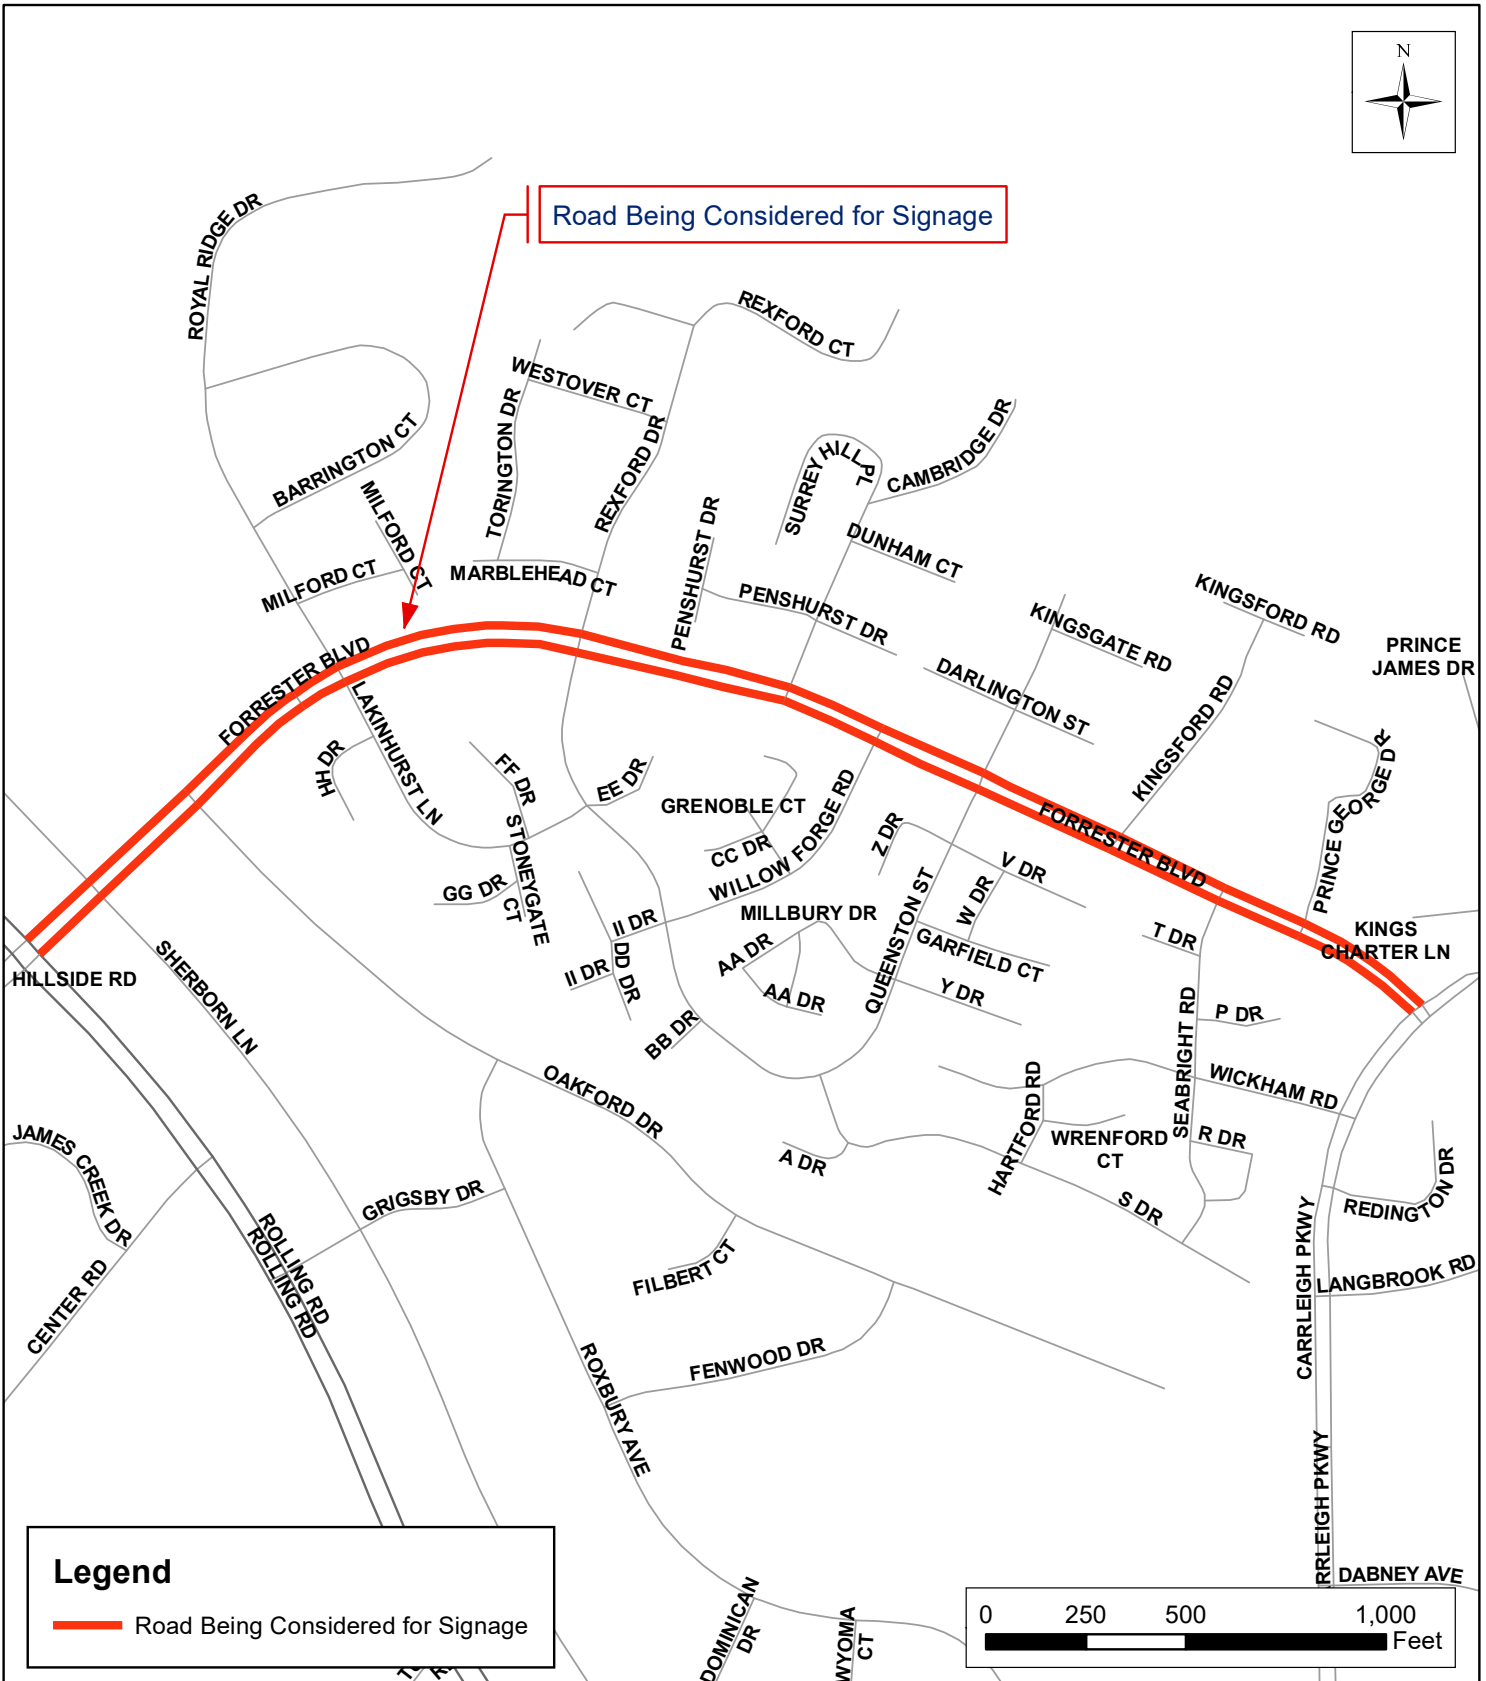 N
ROYAL RIDGE DR
Road Being Considered for Signage
REXFORD CT
WESTOVER CT
TORINGTON DR
REXFORD DR
BARRINGTON CT
MILFORD CT
MILFORD CT
MARBLEHEAD CT
SURREY HILL PL
CAMBRIDGE DR
DUNHAM CT
PENSHURST DR
PENSHURST DR
KINGSGATE RD
KINGSFORD RD
PRINCE
JAMES DR
DARLINGTON ST
KINGSFORD RD
PRINCE GEORGE DR
FORRESTER BLVD
LAKINHURST LN
HH DR
FF DR
EE DR
STONEGATE
CT
GG DR
GRENOBLE CT
CC DR
WILLOW FORGE RD
Z DR
FORRESTER BLVD
V DR
W DR
QUEENSTON ST
GARFIELD CT
MILLBURY DR
II DR
II DR
DD DR
AA DR
AA DR
Y DR
BB DR
T DR
KINGS
CHARTER LN
P DR
SEABRIGHT RD
WICKHAM RD
HILLSIDE RD
SHERBORN LN
OAKFORD DR
A DR
HARTFORD RD
WRENFORD
CT
R DR
S DR
REDINGTON DR
JAMES CREEK DR
CENTER RD
ROLLING RD
ROLLING RD
GRIGSBY DR
FILBERT CT
FENWOOD DR
ROXBURY AVE
CARRLEIGH PKWY
LANGBROOK RD
RRLEIGH PKWY
DABNEY AVE
DOMINICAN
DR
WYOMA
CT
Legend
Road Being Considered for Signage
0 250 500 1,000
Feet